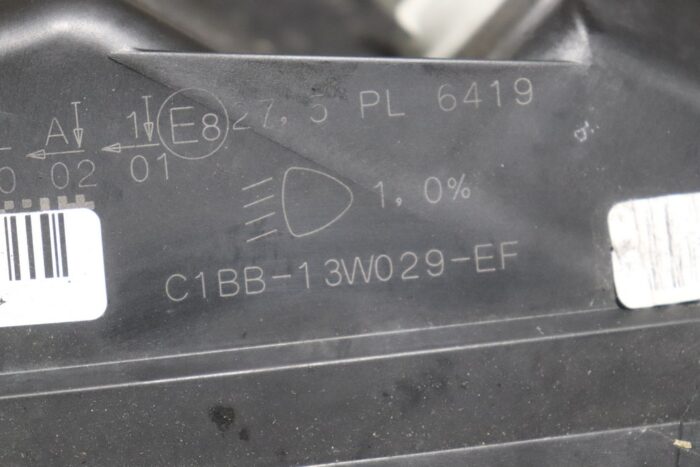 A 1 E8 27,5 PL 6419
0 02 01
1,0%
C1BB-13W029-EF